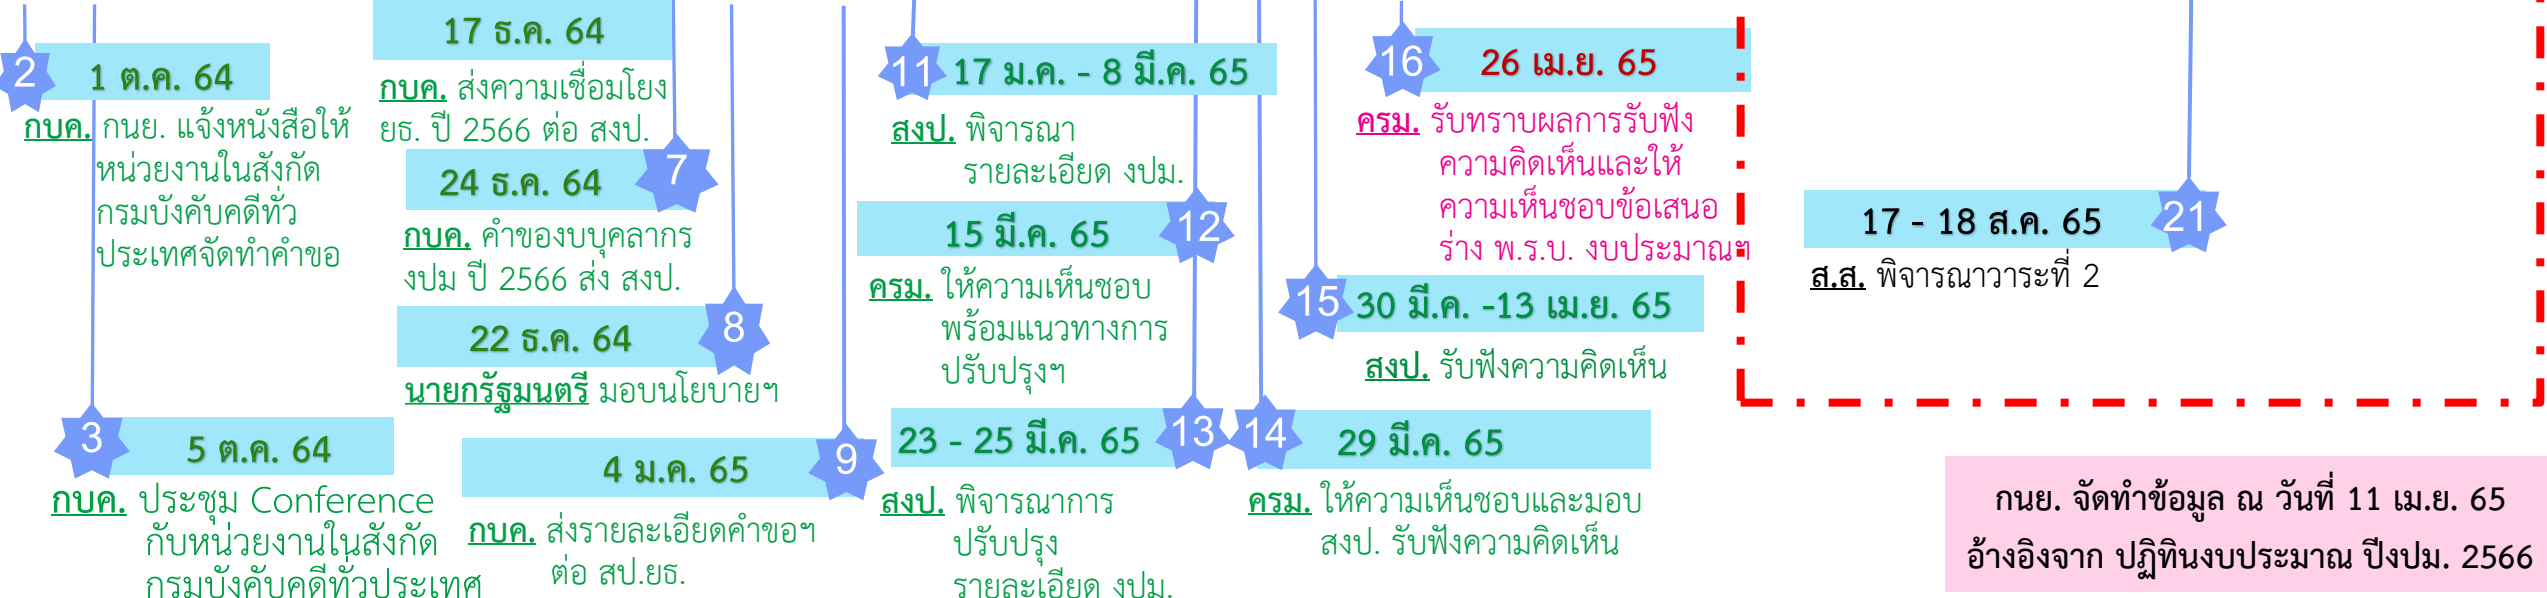 2
1 ต.ค. 64
กบค. กนย. แจ้งหนังสือให้
หน่วยงานในสังกัด
กรมบังคับคดีทั่ว
ประเทศจัดทำคำขอ
3
5 ต.ค. 64
กบค. ประชุม Conference
กับหน่วยงานในสังกัด
กรมบังคับคดีทั่วประเทศ
17 ธ.ค. 64
กบค. ส่งความเชื่อมโยง
ยธ. ปี 2566 ต่อ สงป.
7
24 ธ.ค. 64
กบค. คำของบบุคลากร
งปม ปี 2566 ส่ง สงป.
8
22 ธ.ค. 64
นายกรัฐมนตรี มอบนโยบายฯ
9
4 ม.ค. 65
กบค. ส่งรายละเอียดคำขอฯ
ต่อ สป.ยธ.
11
17 ม.ค. - 8 มี.ค. 65
สงป. พิจารณา
รายละเอียด งปม.
12
15 มี.ค. 65
ครม. ให้ความเห็นชอบ
พร้อมแนวทางการ
ปรับปรุงฯ
13
23 - 25 มี.ค. 65
สงป. พิจารณาการ
ปรับปรุง
รายละเอียด งปม.
14
29 มี.ค. 65
ครม. ให้ความเห็นชอบและมอบ
สงป. รับฟังความคิดเห็น
15
30 มี.ค. -13 เม.ย. 65
สงป. รับฟังความคิดเห็น
16
26 เม.ย. 65
ครม. รับทราบผลการรับฟัง
ความคิดเห็นและให้
ความเห็นชอบข้อเสนอ
ร่าง พ.ร.บ. งบประมาณฯ
21
17 - 18 ส.ค. 65
ส.ส. พิจารณาวาระที่ 2
กนย. จัดทำข้อมูล ณ วันที่ 11 เม.ย. 65
อ้างอิงจาก ปฏิทินงบประมาณ ปีงปม. 2566